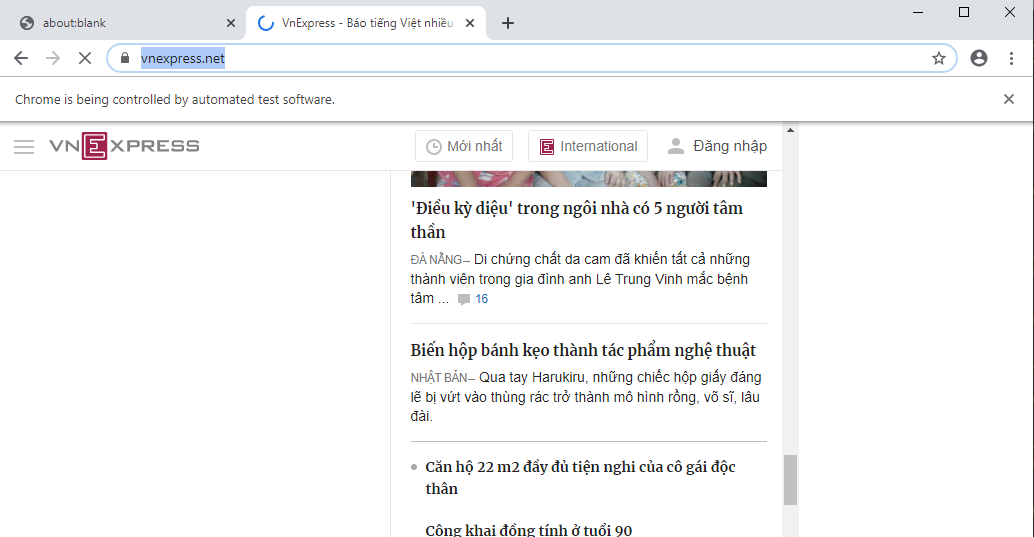 about:blank
VnExpress - Báo tiếng Việt nhiều
vnexpress.net
Chrome is being controlled by automated test software.
VNEXPRESS
Mới nhất
International
Đăng nhập
'Điều kỳ diệu' trong ngôi nhà có 5 người tâm
thần
ĐÀ NẴNG– Di chứng chất da cam đã khiến tất cả những
thành viên trong gia đình anh Lê Trung Vinh mắc bệnh
tâm ... 16
Biến hộp bánh kẹo thành tác phẩm nghệ thuật
NHẬT BẢN– Qua tay Harukiru, những chiếc hộp giấy đáng
lẽ bị vứt vào thùng rác trở thành mô hình rồng, võ sĩ, lâu
đài.
Căn hộ 22 m2 đầy đủ tiện nghi của cô gái độc
thân
Công khai đồng tính ở tuổi 90